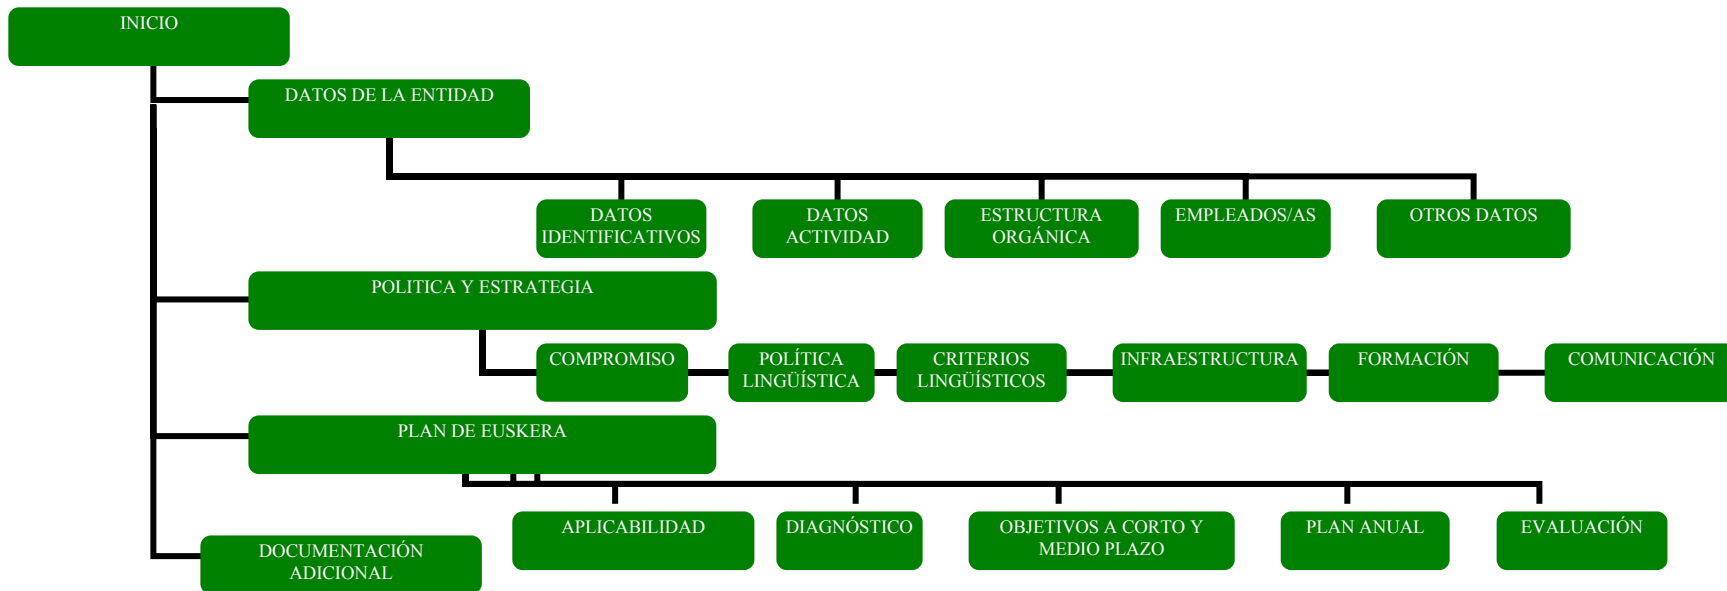 INICIO
DATOS DE LA ENTIDAD
DATOS
IDENTIFICATIVOS
DATOS
ACTIVIDAD
ESTRUCTURA
ORGÁNICA
EMPLEADOS/AS
OTROS DATOS
POLITICA Y ESTRATEGIA
COMPROMISO
POLÍTICA
LINGÜÍSTICA
CRITERIOS
LINGÜÍSTICOS
INFRAESTRUCTURA
FORMACIÓN
COMUNICACIÓN
PLAN DE EUSKERA
APLICABILIDAD
DIAGNÓSTICO
OBJETIVOS A CORTO Y
MEDIO PLAZO
PLAN ANUAL
EVALUACIÓN
DOCUMENTACIÓN
ADICIONAL